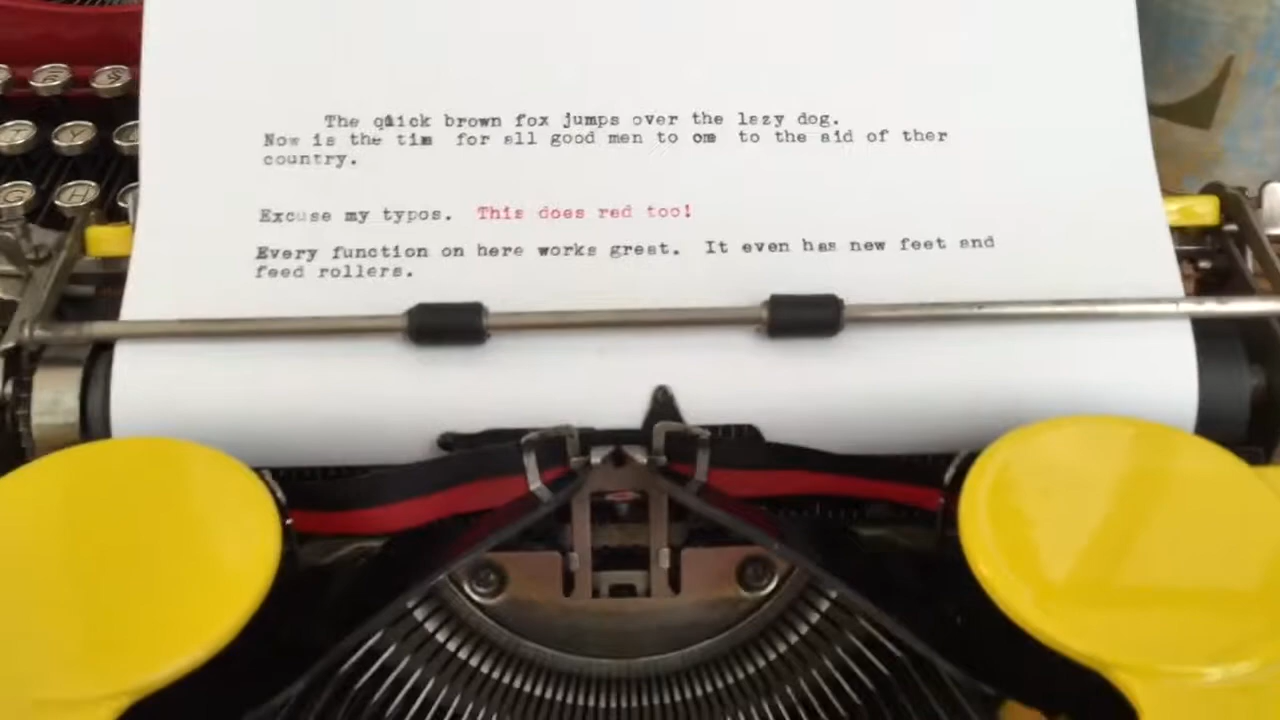 The quick brown fox jumps over the lazy dog.
Now is the tim for all good men to om to the aid of ther
country.
Excuse my typos. This does red too!
Every function on here works great. It even has new feet and
feed rollers.
T Y
G H